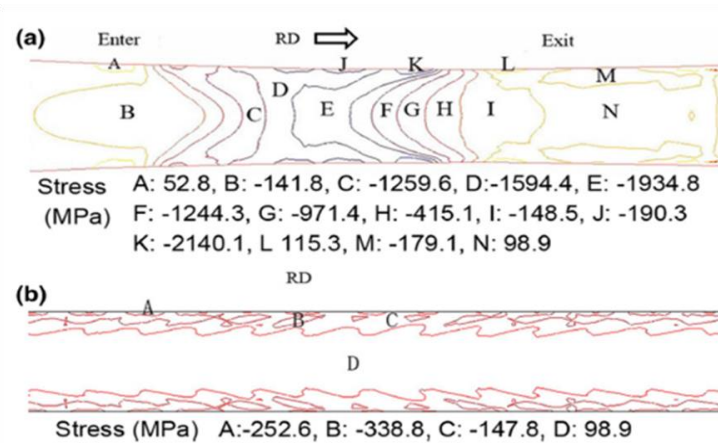 (a)
Enter RD Exit
A J K L
B C D E F G H I M N
Stress A: 52.8, B: -141.8, C: -1259.6, D:-1594.4, E: -1934.8
(MPa) F: -1244.3, G: -971.4, H: -415.1, I: -148.5, J: -190.3
K: -2140.1, L 115.3, M: -179.1, N: 98.9
RD
(b)
A
B C
D
Stress (MPa) A:-252.6, B: -338.8, C: -147.8, D: 98.9